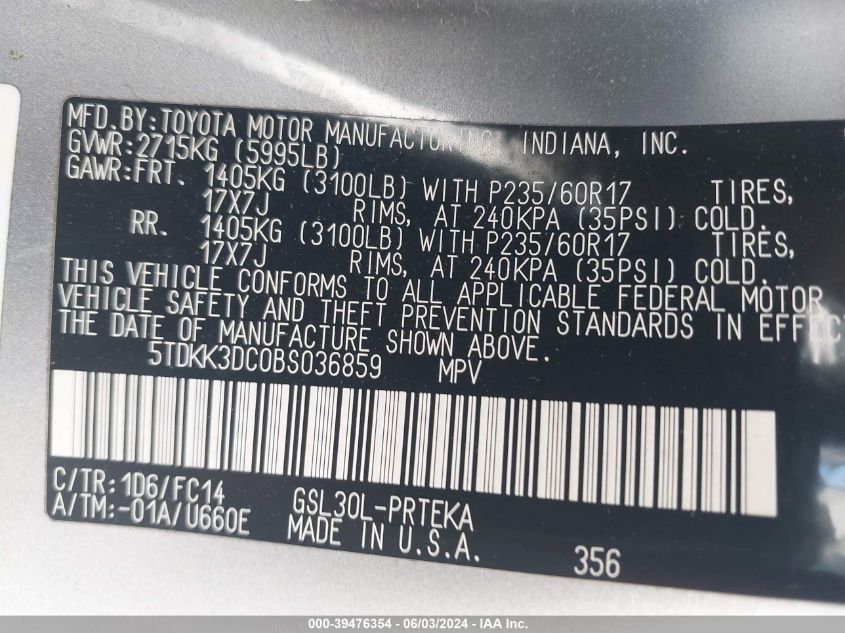 MFD.BY:TOYOTA MOTOR MANUFACTURING, INDIANA, INC.
GVWR:2715KG (5995LB)
GAWR:FRT. 1405KG (3100LB) WITH P235/60R17 TIRES,
17X7J RIMS, AT 240KPA (35PSI) COLD.
RR. 1405KG (3100LB) WITH P235/60R17 TIRES,
17X7J RIMS, AT 240KPA (35PSI) COLD.
THIS VEHICLE CONFORMS TO ALL APPLICABLE FEDERAL MOTOR
VEHICLE SAFETY AND THEFT PREVENTION STANDARDS IN EFFECT
THE DATE OF MANUFACTURE SHOWN ABOVE.
5TDKK3DC0BS036859 MPV
C/TR:1D6/FC14
A/TM:-01A/U660E GSL30L-PRTEKA
MADE IN U.S.A. 356
000-39476354 - 06/03/2024 - IAA Inc.